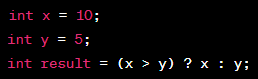 int x = 10;
int y = 5;
int result = (x > y) ? x : y;